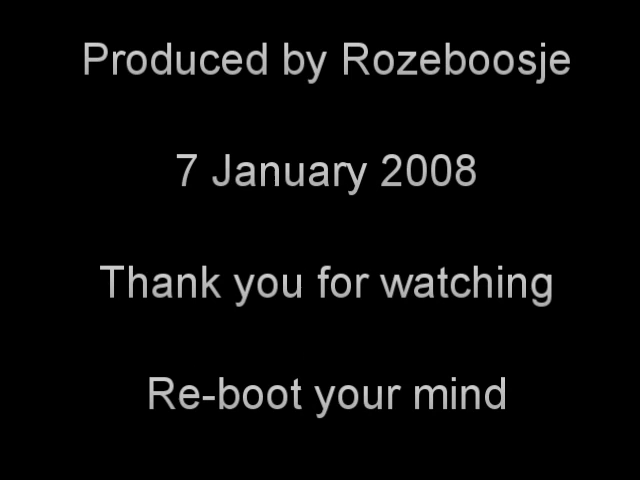 Produced by Rozeboosje
7 January 2008
Thank you for watching
Re-boot your mind